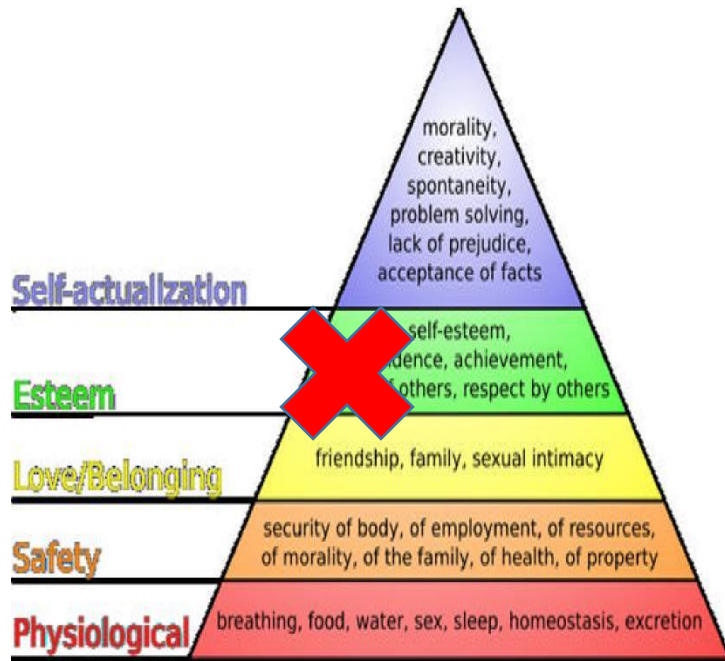 morality,
creativity,
spontaneity,
problem solving,
lack of prejudice,
acceptance of facts
Self-actualization
self-esteem,
achievement,
others, respect by others
Esteem
friendship, family, sexual intimacy
Love/Belonging
security of body, of employment, of resources,
of morality, of the family, of health, of property
Safety
breathing, food, water, sex, sleep, homeostasis, excretion
Physiological